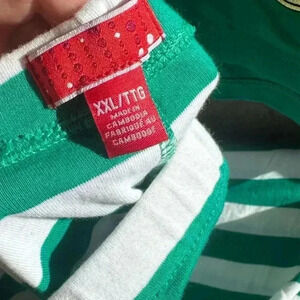 XXL/TTG
MADE IN
CAMBODIA
FABRIQUÉ AU
CAMBODGE